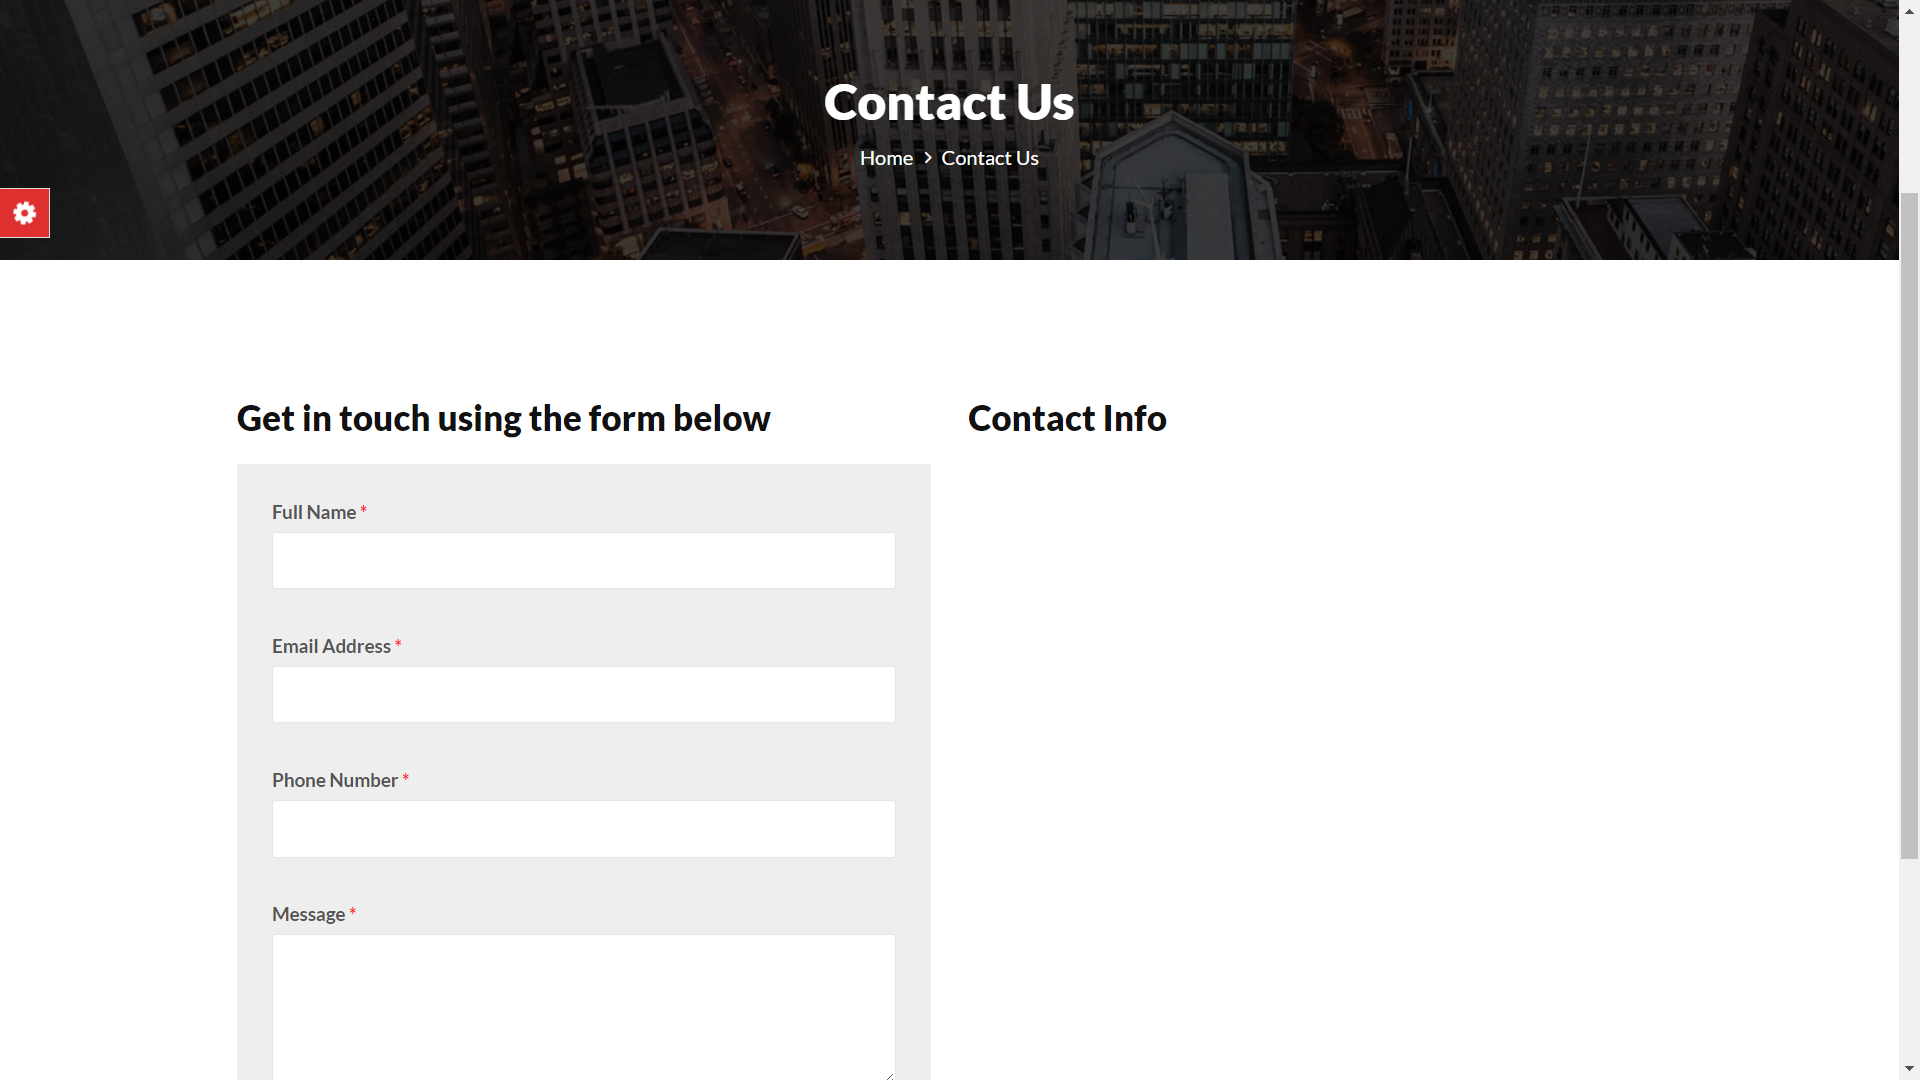 Contact Us
Home > Contact Us
Get in touch using the form below
Contact Info
Full Name *
Email Address *
Phone Number *
Message *